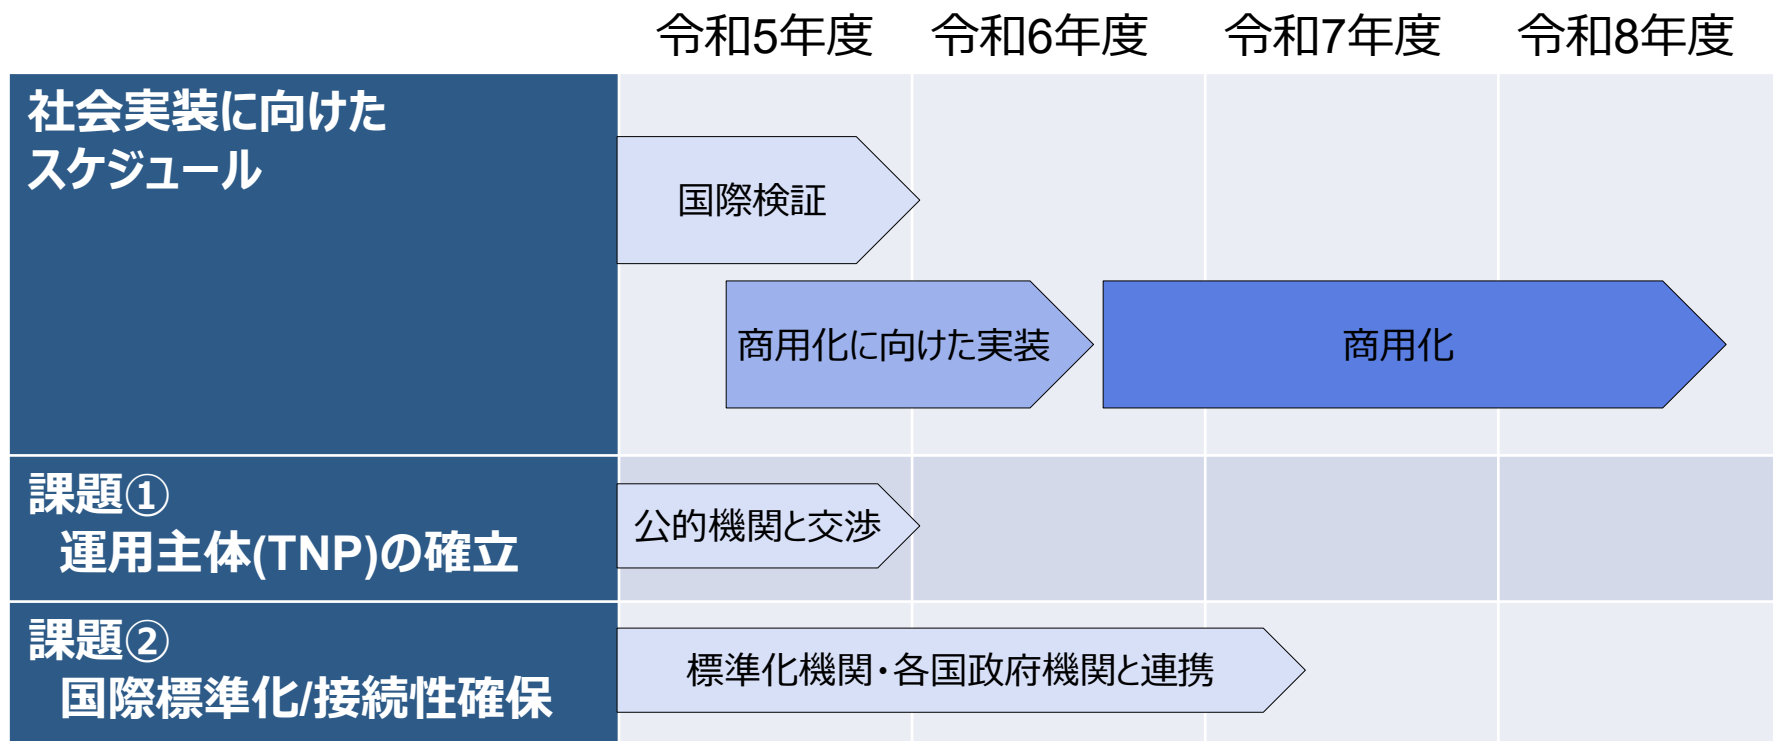 令和5年度 令和6年度 令和7年度 令和8年度
社会実装に向けた
スケジュール
国際検証
商用化に向けた実装
商用化
課題①
運用主体(TNP)の確立
公的機関と交渉
課題②
国際標準化/接続性確保
標準化機関・各国政府機関と連携